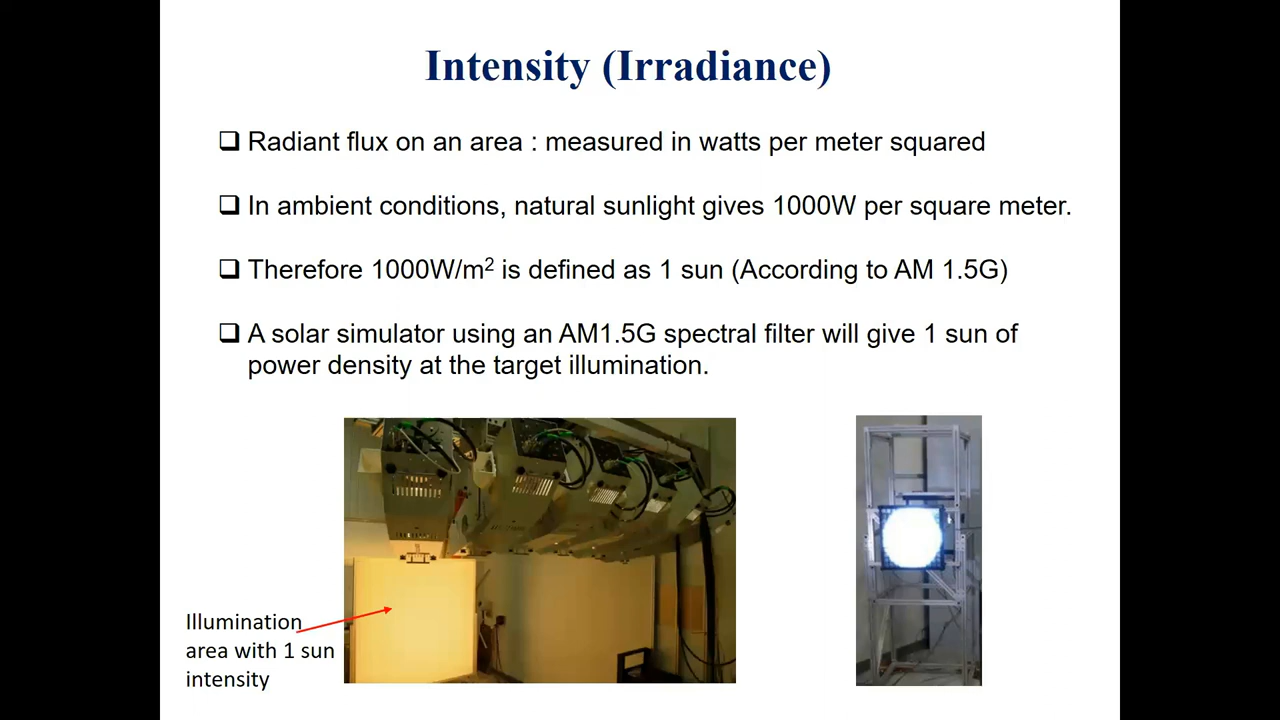 Intensity (Irradiance)
❑ Radiant flux on an area : measured in watts per meter squared
❑ In ambient conditions, natural sunlight gives 1000W per square meter.
❑ Therefore 1000W/m² is defined as 1 sun (According to AM 1.5G)
❑ A solar simulator using an AM1.5G spectral filter will give 1 sun of
power density at the target illumination.
Illumination
area with 1 sun
intensity